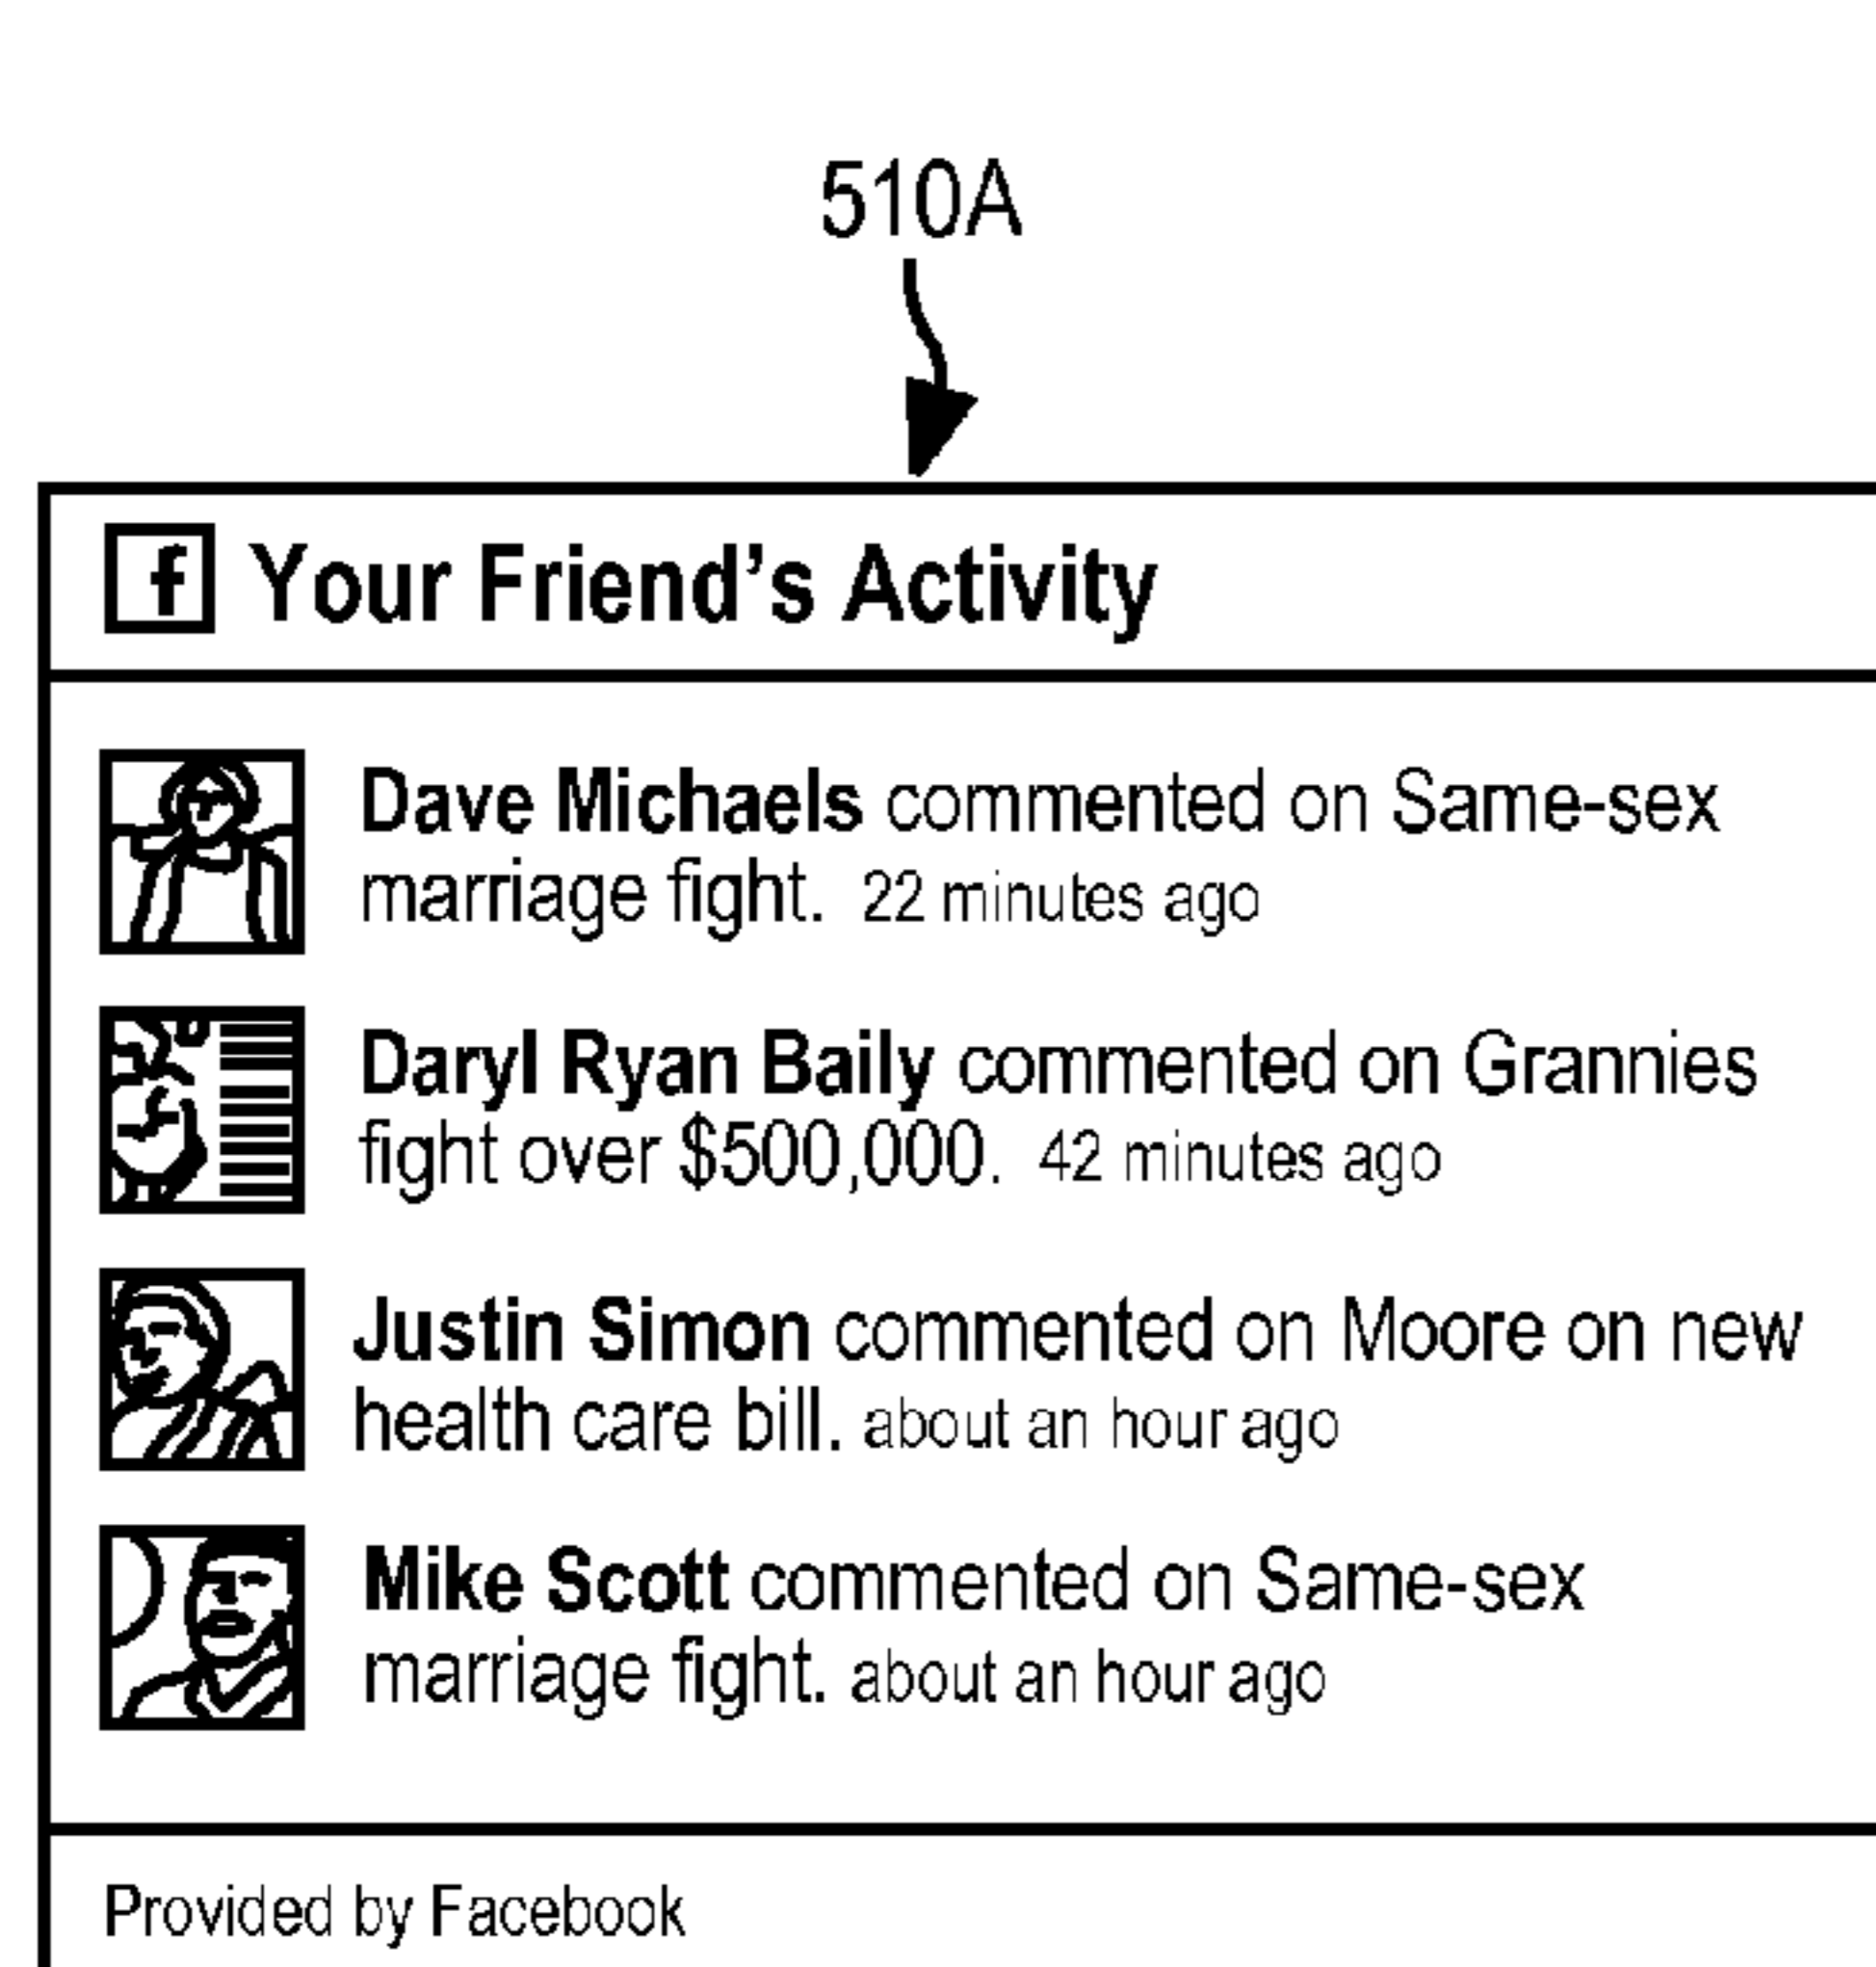 510A
f Your Friend’s Activity
Dave Michaels commented on Same-sex
marriage fight. 22 minutes ago
Daryl Ryan Baily commented on Grannies
fight over $500,000. 42 minutes ago
Justin Simon commented on Moore on new
health care bill. about an hour ago
Mike Scott commented on Same-sex
marriage fight. about an hour ago
Provided by Facebook